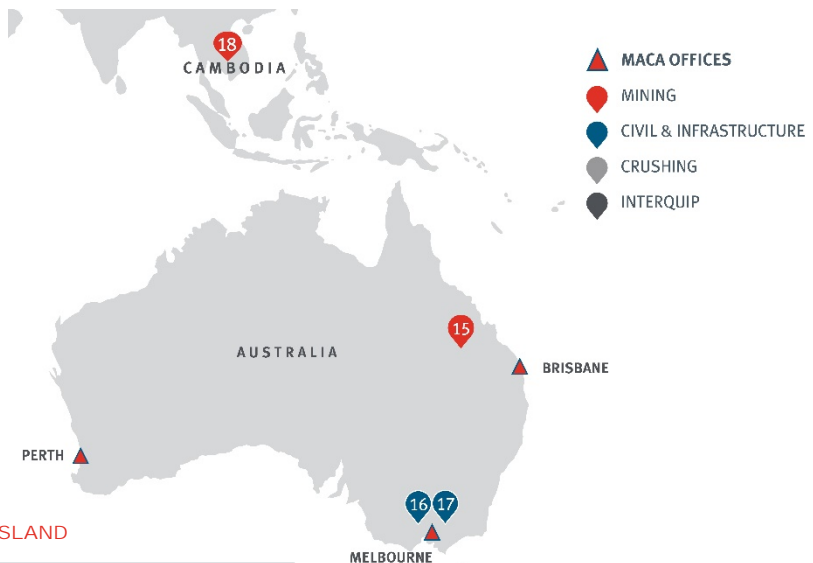 18
CAMBODIA
MACA OFFICES
MINING
CIVIL & INFRASTRUCTURE
CRUSHING
INTERQUIP
15
AUSTRALIA
BRISBANE
PERTH
16 17
SLAND
MELBOURNE